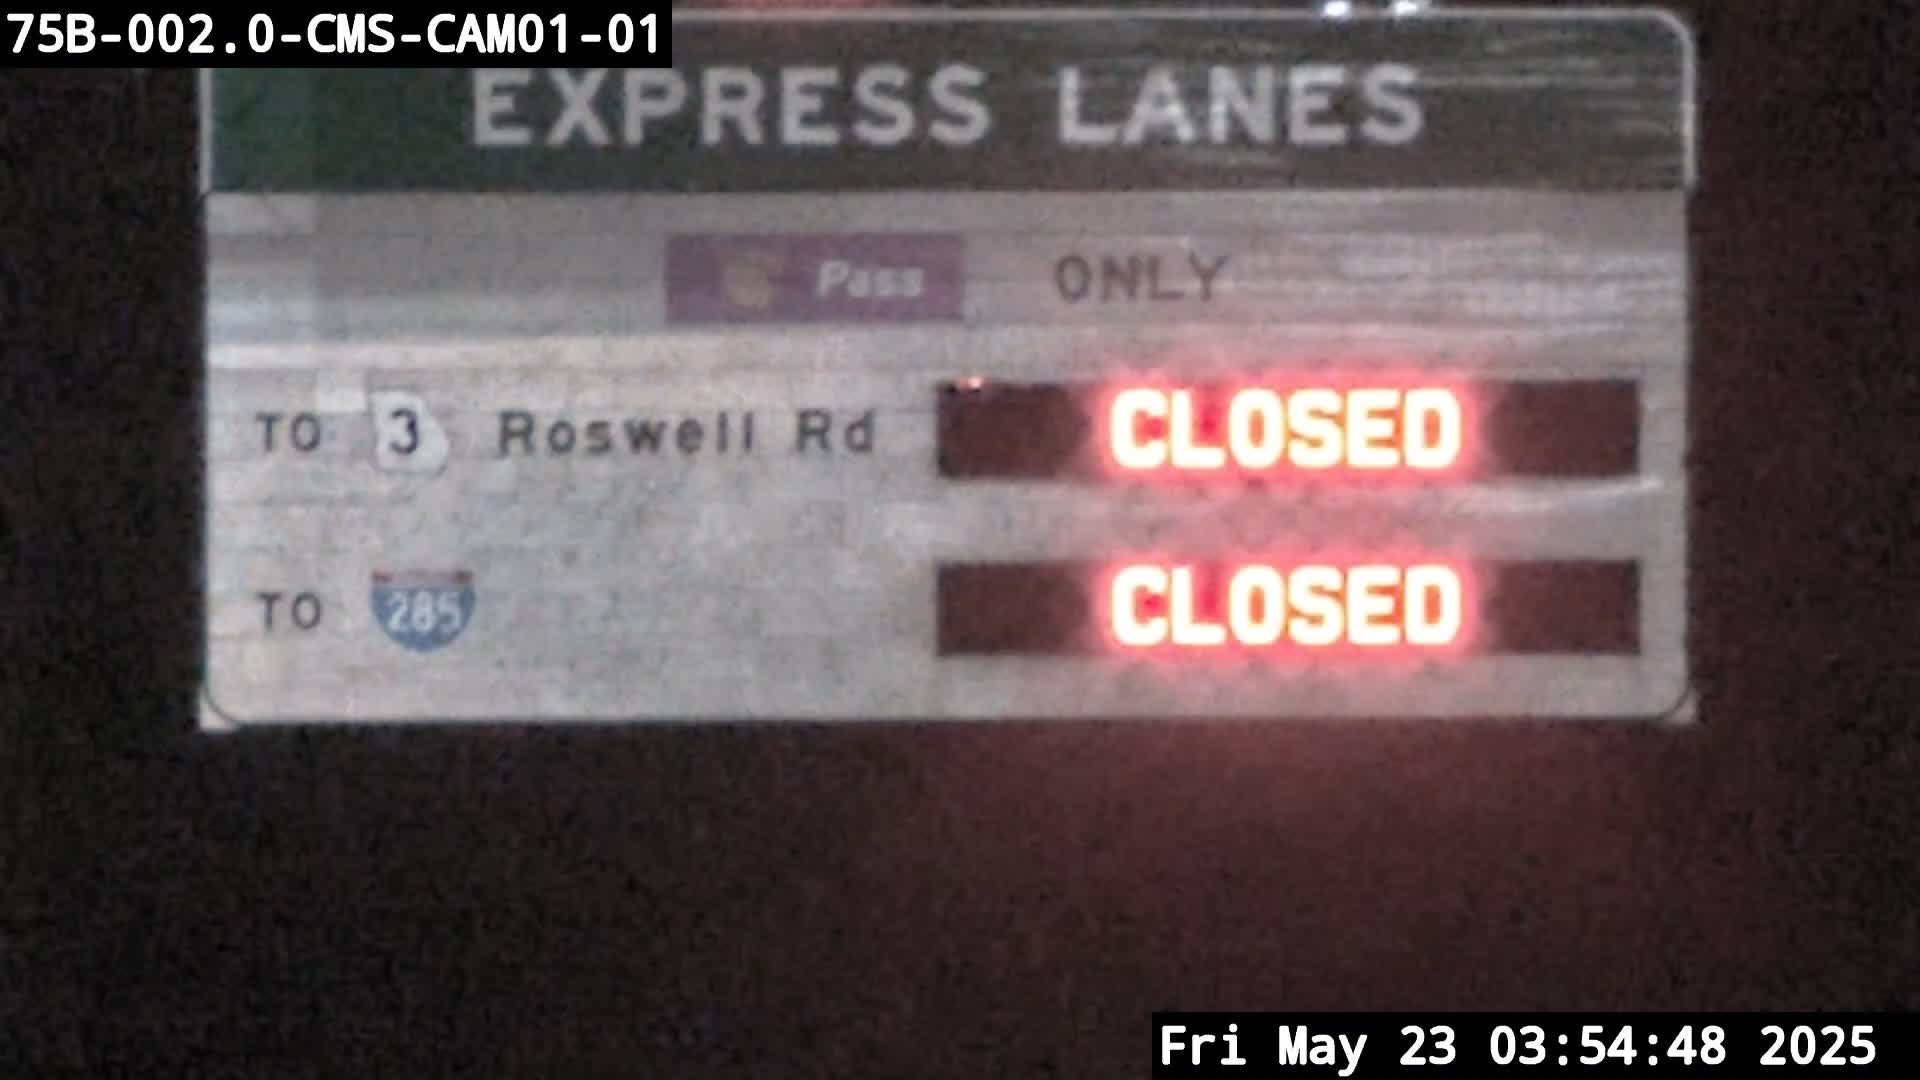 75B-002.0-CMS-CAM01-01
EXPRESS LANES
Pass ONLY
TO 3 Roswell Rd CLOSED
TO 285 CLOSED
Fri May 23 03:54:48 2025